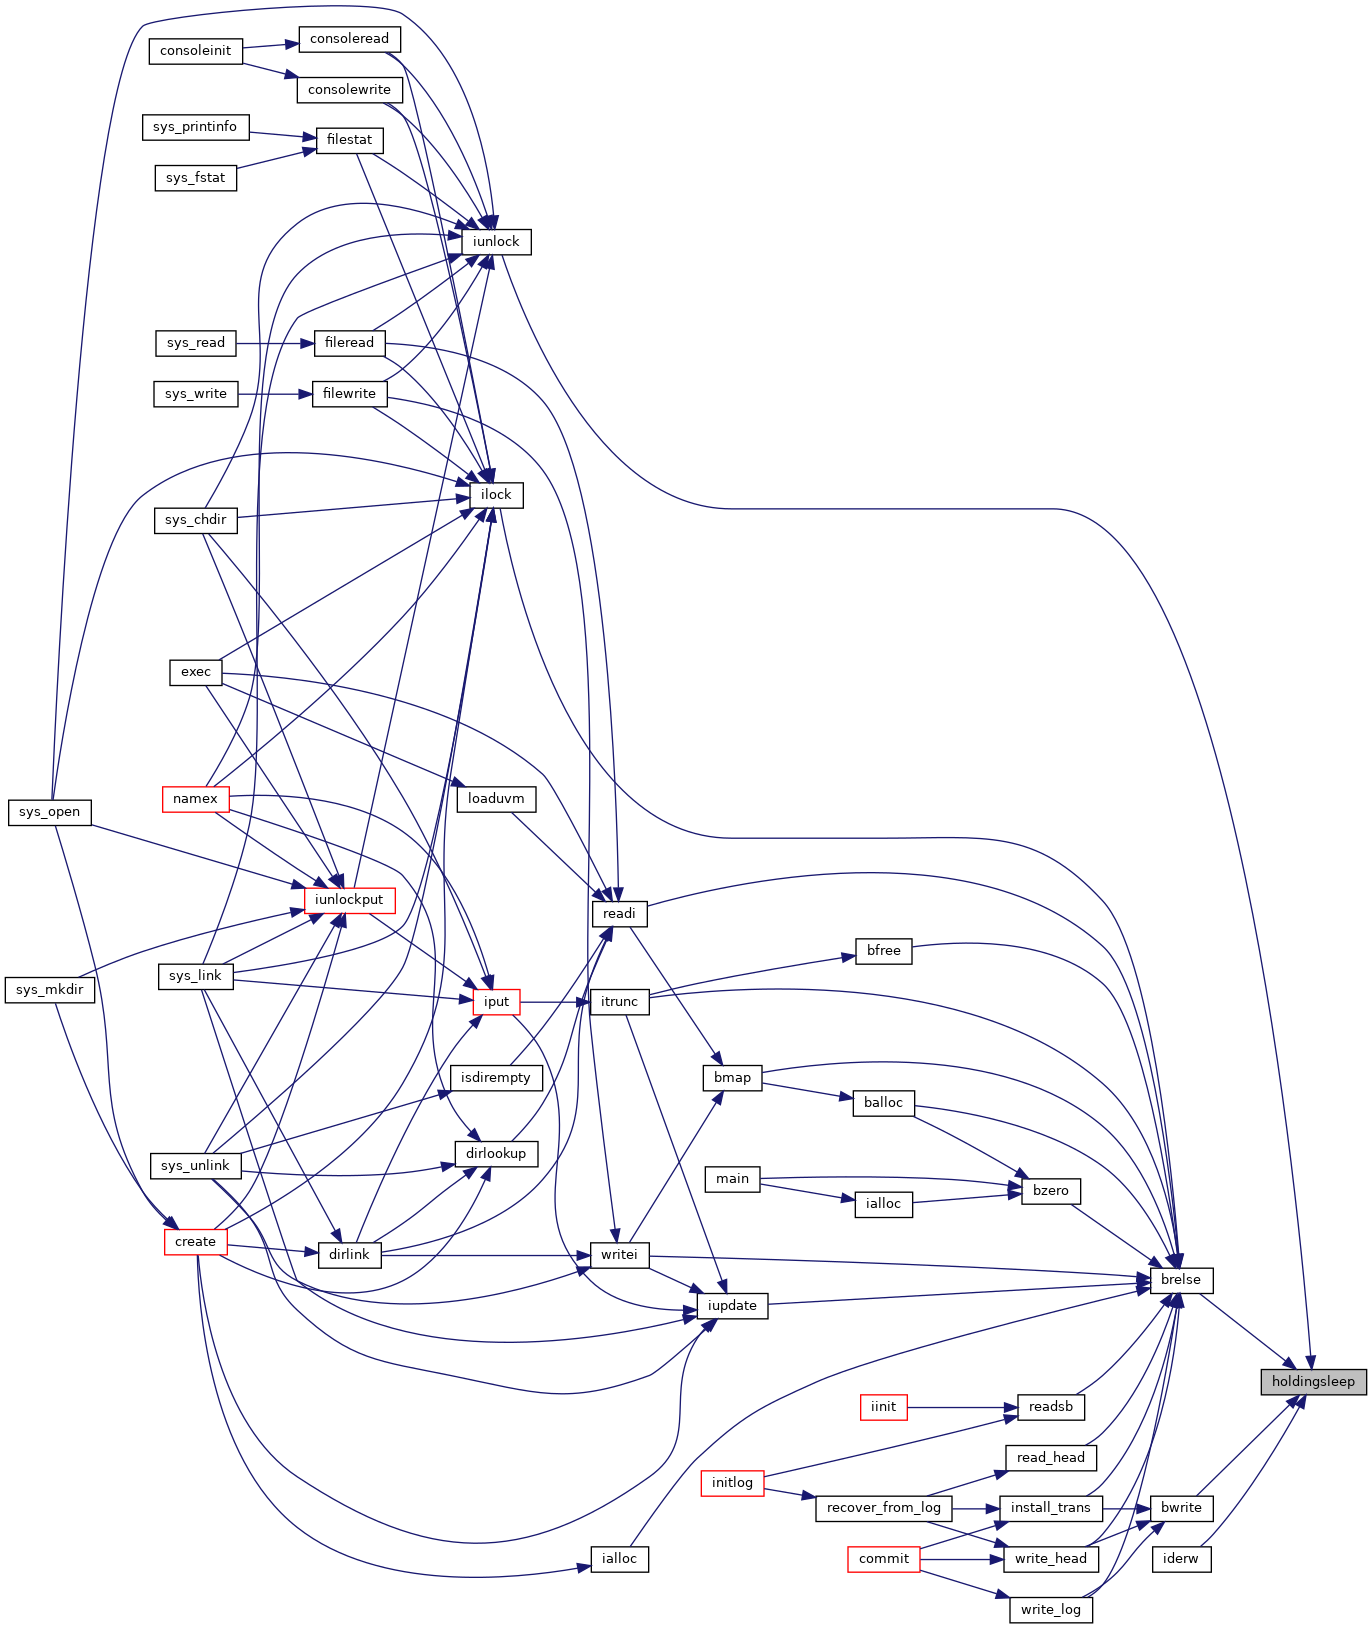 consoleread
consoleinit
consolewrite
sys_printinfo
filestat
sys_fstat
iunlock
sys_read
fileread
sys_write
filewrite
ilock
sys_chdir
exec
namex
loaduvm
sys_open
iunlockput
readi
bfree
sys_link
sys_mkdir
iput
itrunc
isdirempty
bmap
balloc
dirlookup
sys_unlink
main
bzero
ialloc
create
dirlink
writei
brelse
iupdate
holdingsleep
iinit
readsb
read_head
initlog
recover_from_log
install_trans
bwrite
ialloc
commit
write_head
iderw
write_log